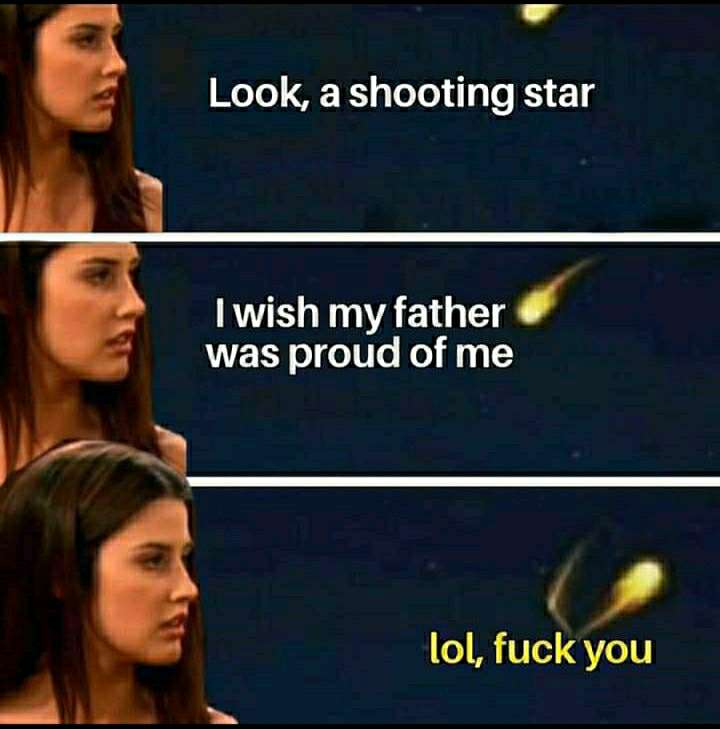 Look, a shooting star
I wish my father
was proud of me
lol, fuck you